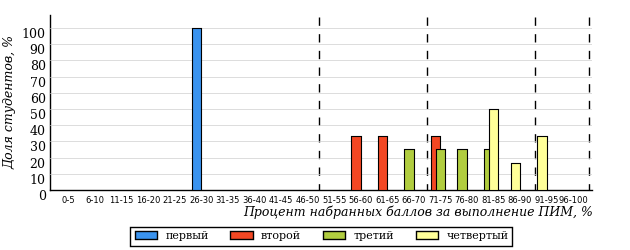 Доля студентов, %
100
90
80
70
60
50
40
30
20
10
0
0-5 6-10 11-15 16-20 21-25 26-30 31-35 36-40 41-45 46-50 51-55 56-60 61-65 66-70 71-75 76-80 81-85 86-90 91-95 96-100
Процент набранных баллов за выполнение ПИМ, %
первый второй третий четвертый